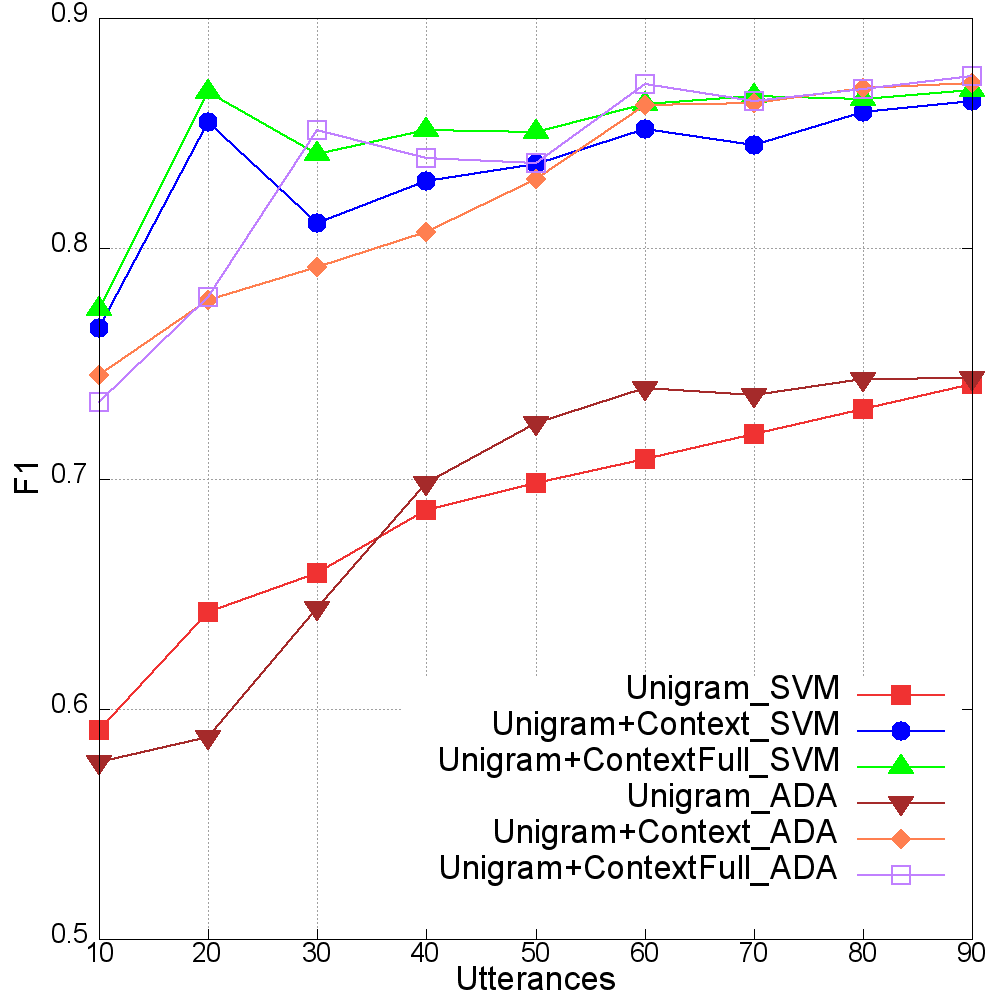 0.9
0.8
0.7
0.6
0.5
F1
Unigram_SVM
Unigram+Context_SVM
Unigram+ContextFull_SVM
Unigram_ADA
Unigram+Context_ADA
Unigram+ContextFull_ADA
10 20 30 40 50 60 70 80 90
Utterances